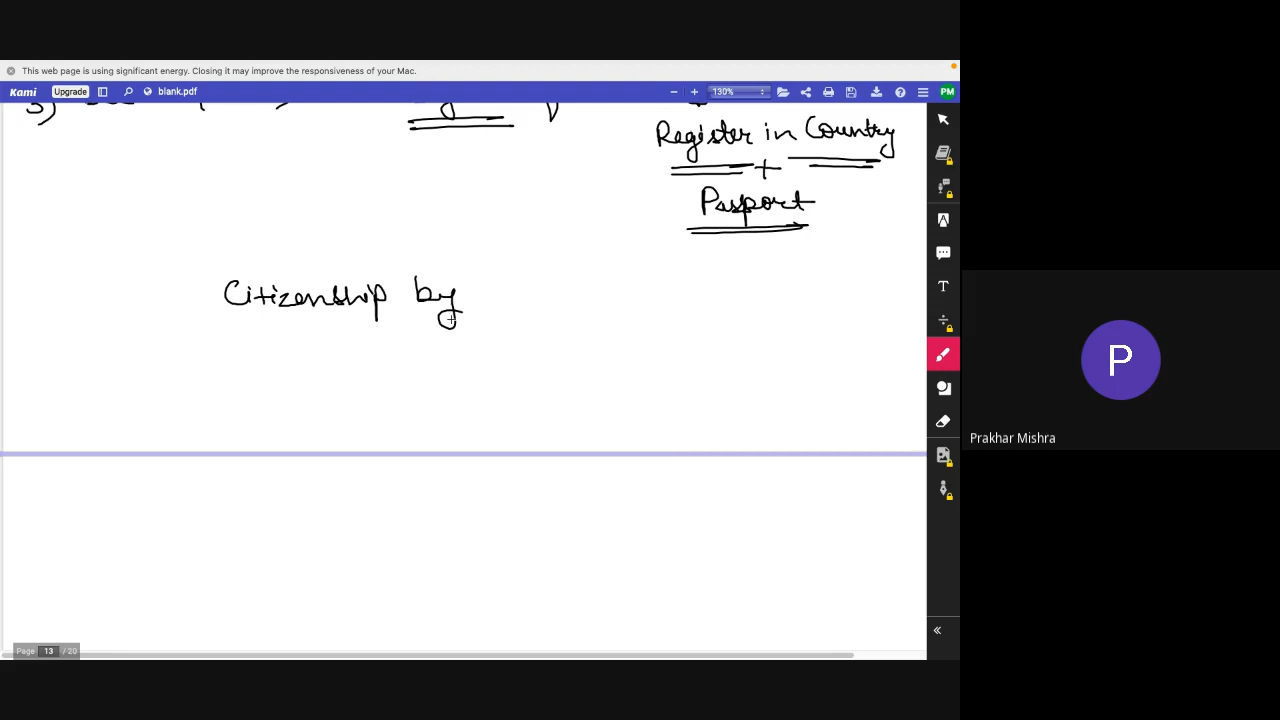 This web page is using significant energy. Closing it may improve the responsiveness of your Mac.
Kami Upgrade blank.pdf 130% PM
3)
Register in Country
+
Passport
Citizenship by
T
P
Prakhar Mishra
Page 13 / 20